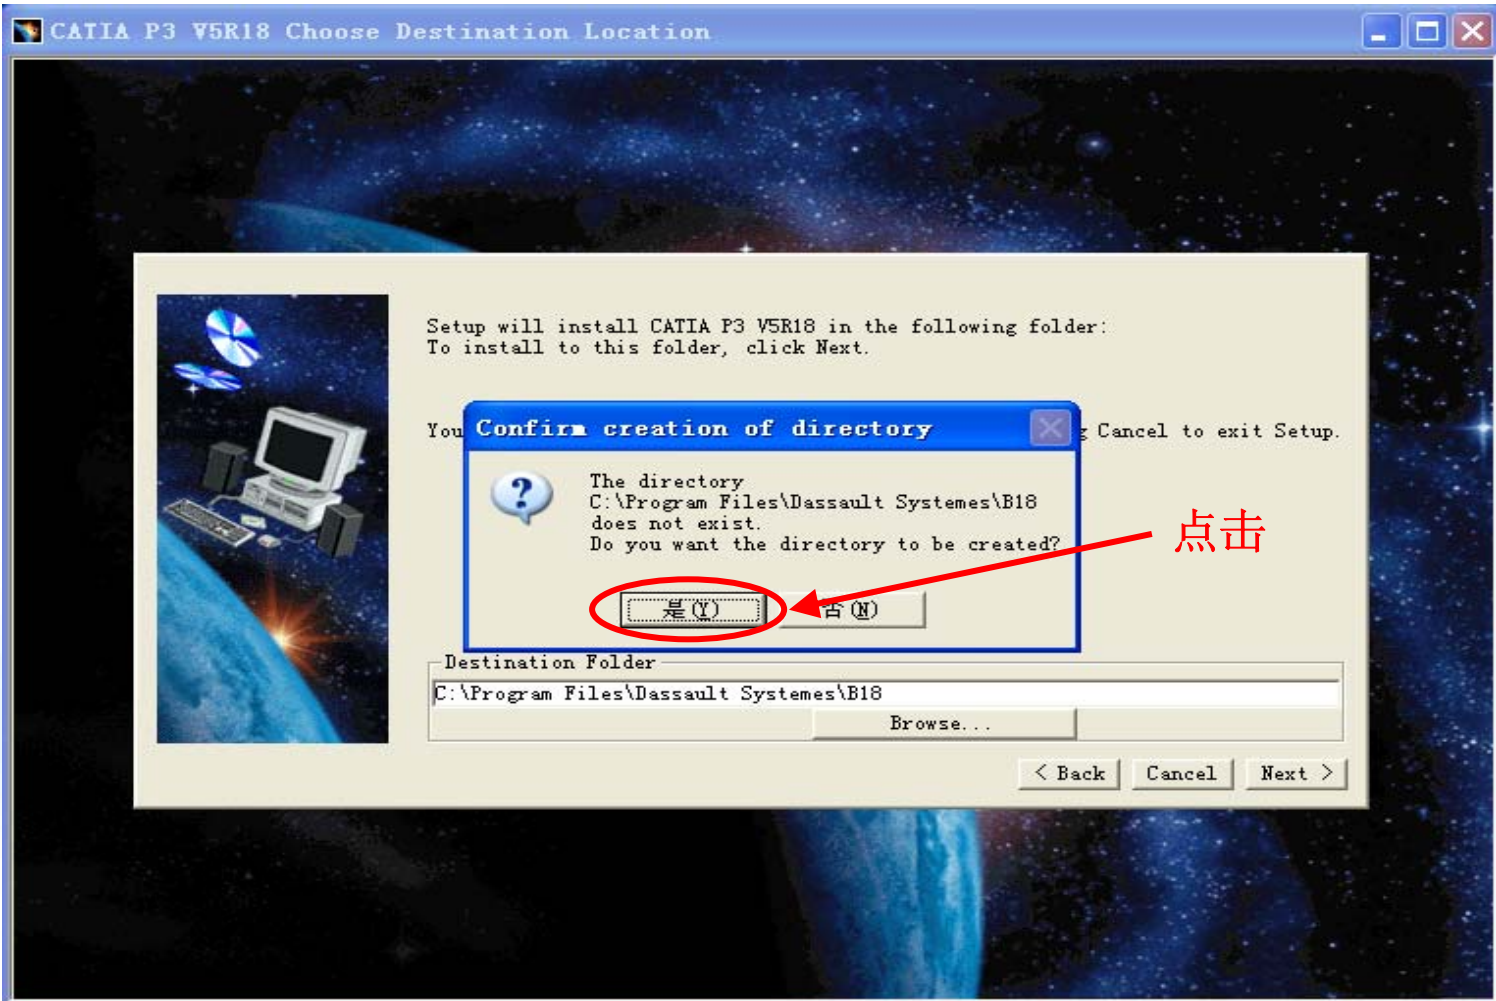 CATIA P3 V5R18 Choose Destination Location
Setup will install CATIA P3 V5R18 in the following folder:
To install to this folder, click Next.
You
Cancel to exit Setup.
Confirm creation of directory
The directory
C:\Program Files\Dassault Systemes\B18
does not exist.
Do you want the directory to be created?
点击
是(Y)
否(N)
Destination Folder
C:\Program Files\Dassault Systemes\B18
Browse...
< Back
Cancel
Next >